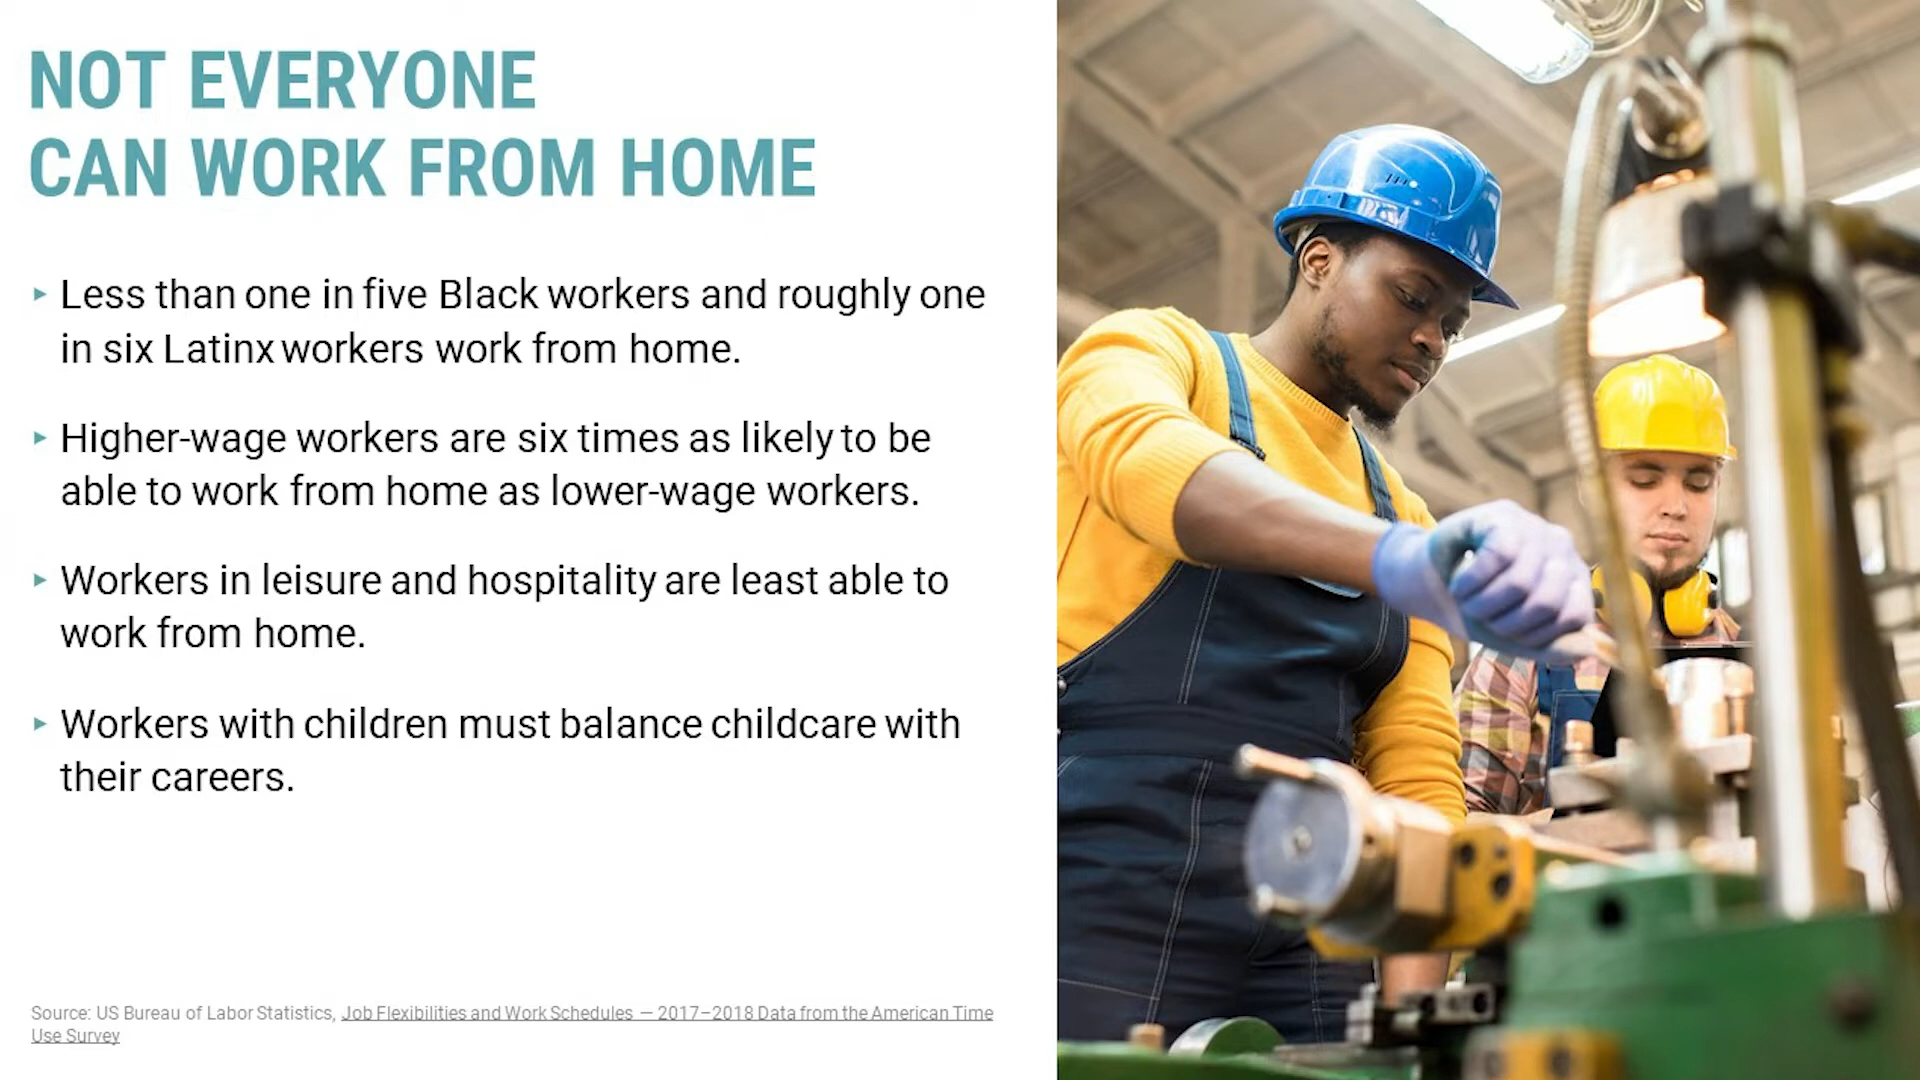 NOT EVERYONE
CAN WORK FROM HOME
▸ Less than one in five Black workers and roughly one
in six Latinx workers work from home.
▸ Higher-wage workers are six times as likely to be
able to work from home as lower-wage workers.
▸ Workers in leisure and hospitality are least able to
work from home.
▸ Workers with children must balance childcare with
their careers.
Source: US Bureau of Labor Statistics, Job Flexibilities and Work Schedules — 2017–2018 Data from the American Time
Use Survey